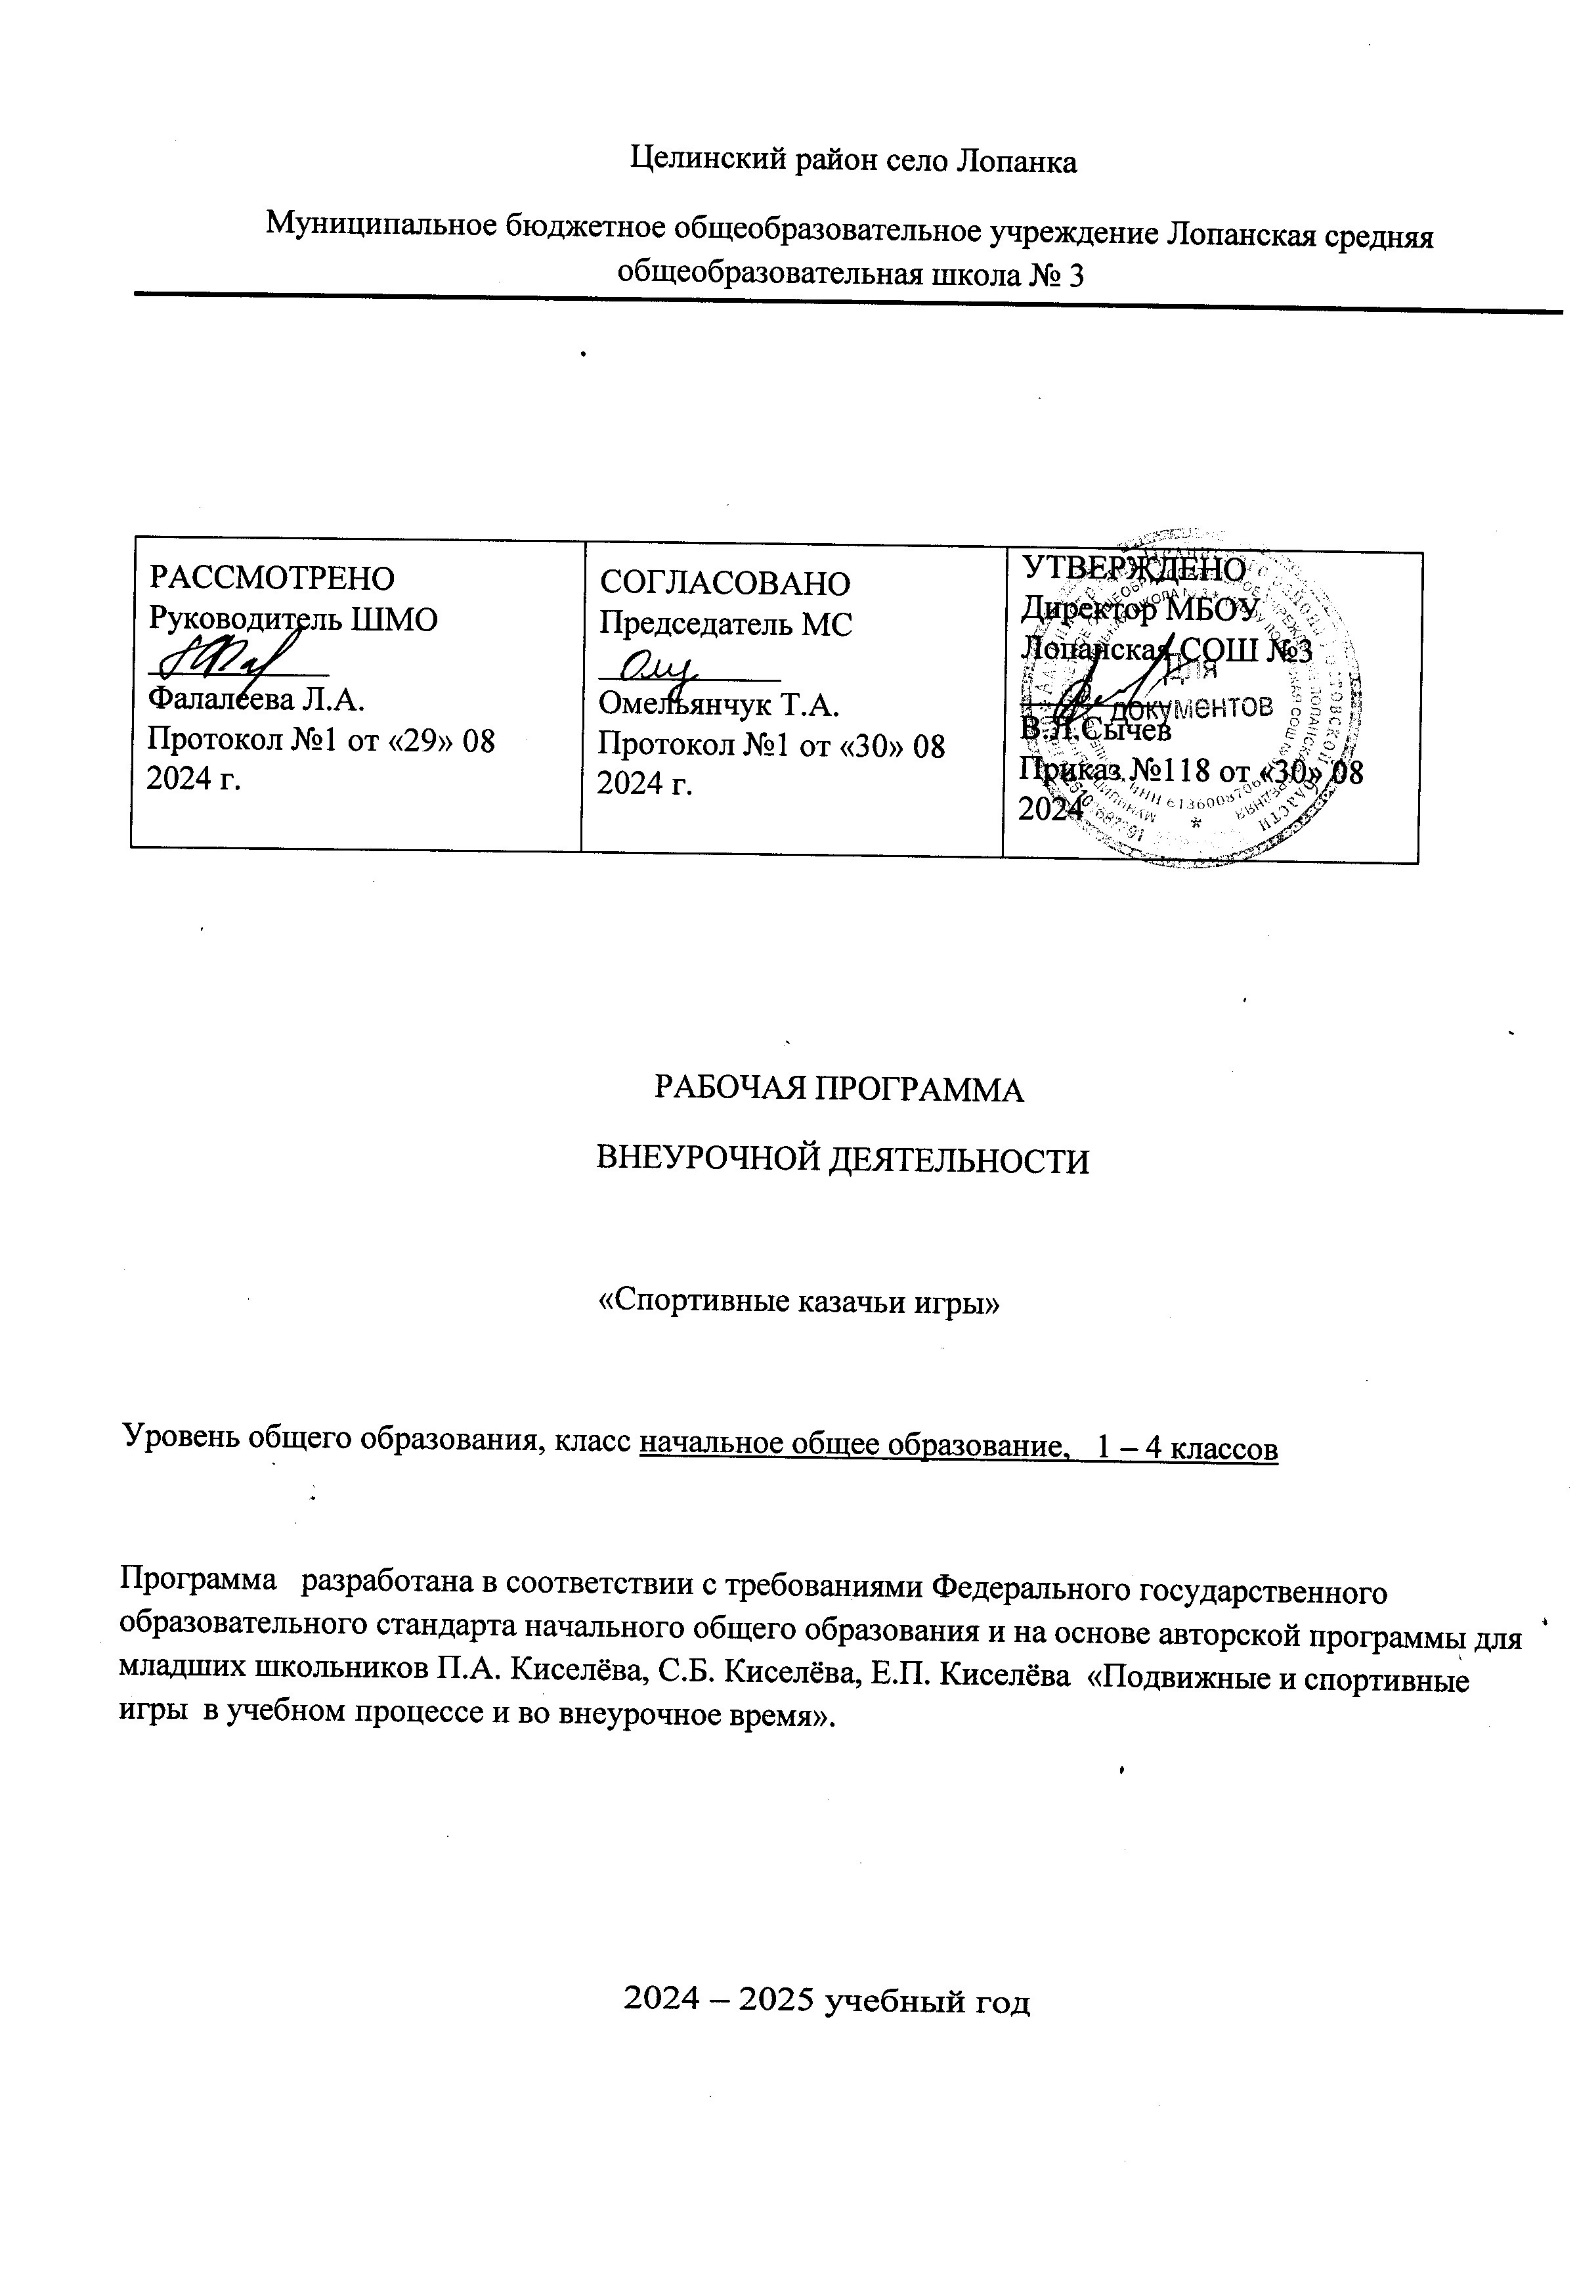 Целинский район село Лопанка
Муниципальное бюджетное общеобразовательное учреждение Лопанская средняя
общеобразовательная школа № 3
РАССМОТРЕНО
Руководитель ШМО
Фалалеева Л.А.
Протокол №1 от «29» 08
2024 г.
СОГЛАСОВАНО
Председатель МС
Омельянчук Т.А.
Протокол №1 от «30» 08
2024 г.
УТВЕРЖДЕНО
Директор МБОУ
Лопанская СОШ №3
Для
документов
В.Л.Сычев
Приказ №118 от «30» 08
2024
РАБОЧАЯ ПРОГРАММА
ВНЕУРОЧНОЙ ДЕЯТЕЛЬНОСТИ
«Спортивные казачьи игры»
Уровень общего образования, класс начальное общее образование, 1 – 4 классов
Программа разработана в соответствии с требованиями Федерального государственного
образовательного стандарта начального общего образования и на основе авторской программы для
младших школьников П.А. Киселёва, С.Б. Киселёва, Е.П. Киселёва «Подвижные и спортивные
игры в учебном процессе и во внеурочное время».
2024 – 2025 учебный год